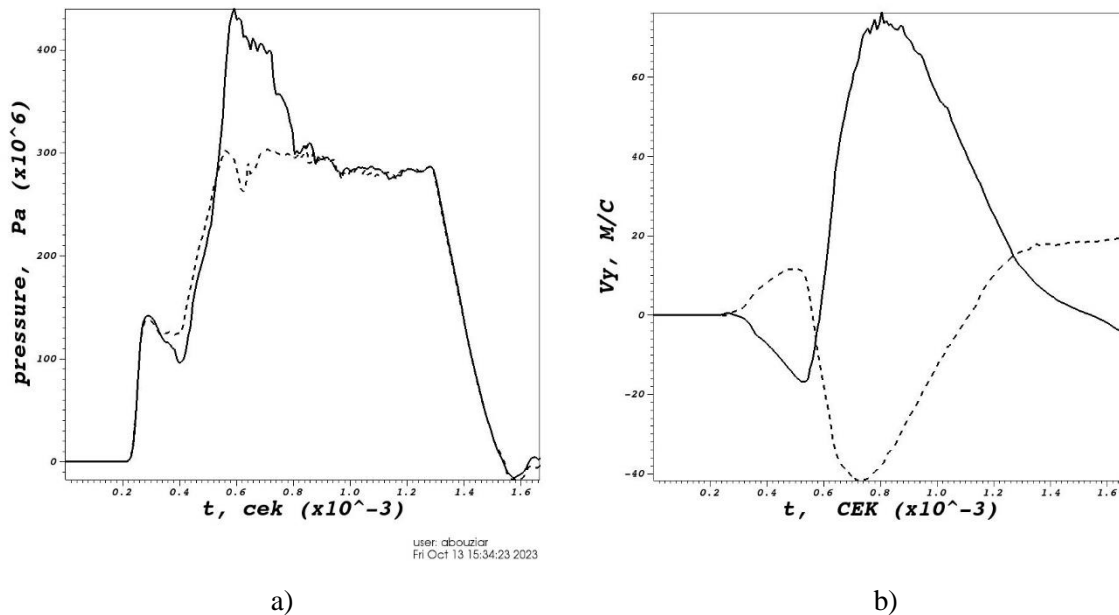 400
300
200
100
0
pressure, Pa (x10^6)
0.2 0.4 0.6 0.8 1.0 1.2 1.4 1.6
t, cek (x10^-3)
user: abouziar
Fri Oct 13 15:34:23 2023
a)
60
40
20
0
-20
-40
Vy, M/C
0.2 0.4 0.6 0.8 1.0 1.2 1.4 1.6
t, CEK (x10^-3)
b)